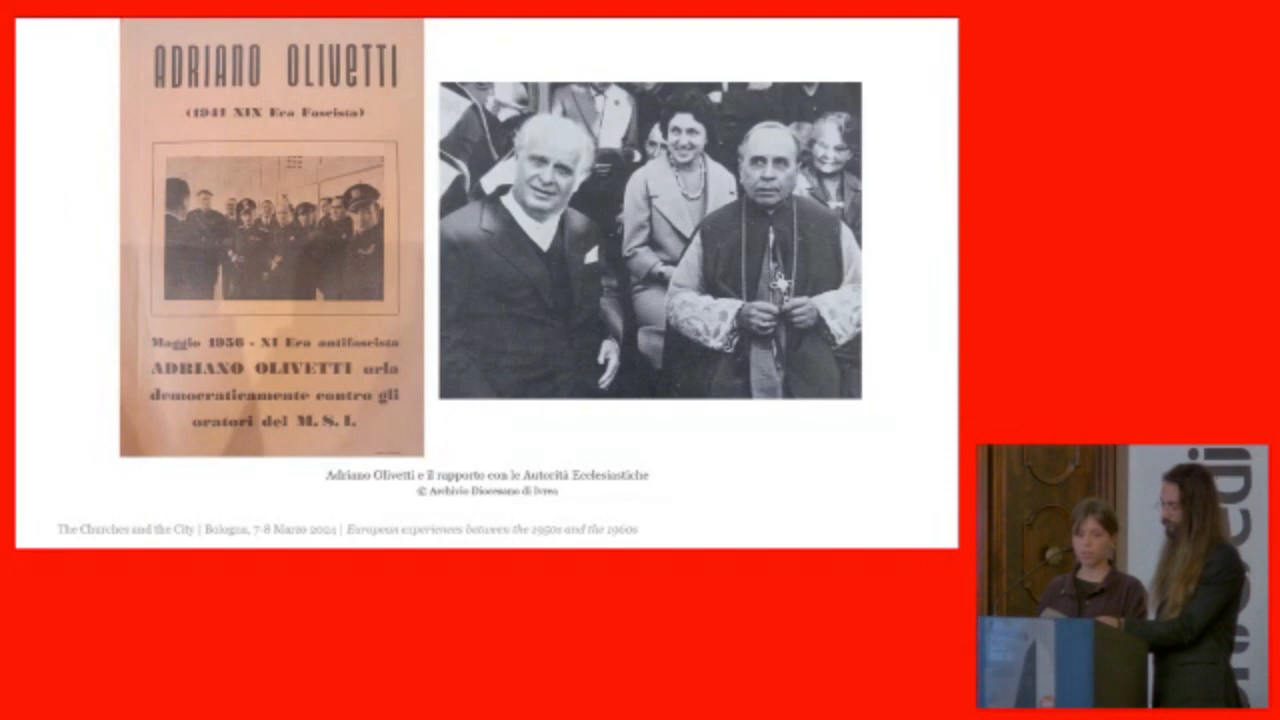 ADRIANO OLIVETTI
(1941 XIX Era Fascista)
Maggio 1956 - XI Era antifascista
ADRIANO OLIVETTI urla
democraticamente contro gli
oratori del M. S. I.
Adriano Olivetti e il rapporto con le Autorità Ecclesiastiche
© Archivio Diocesano di Ivrea
The Churches and the City | Bologna, 7-8 Marzo 2024 | European experiences between the 1950s and the 1960s